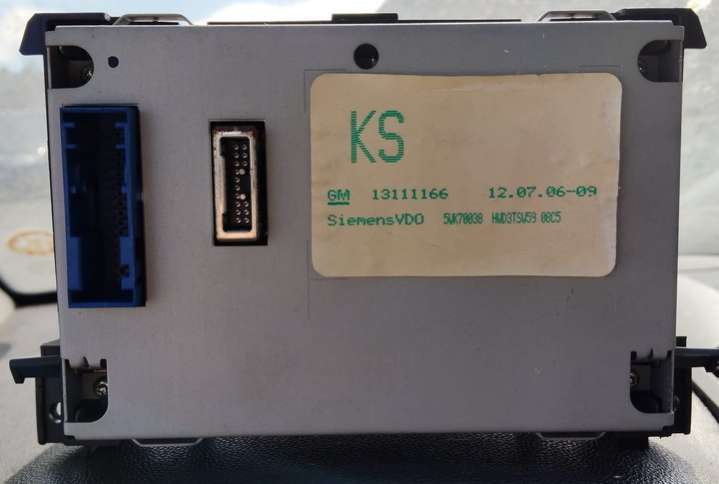 KS
GM 13111166 12.07.06-09
SiemensVDO 5WK70038 HWD3TSW59 08C5